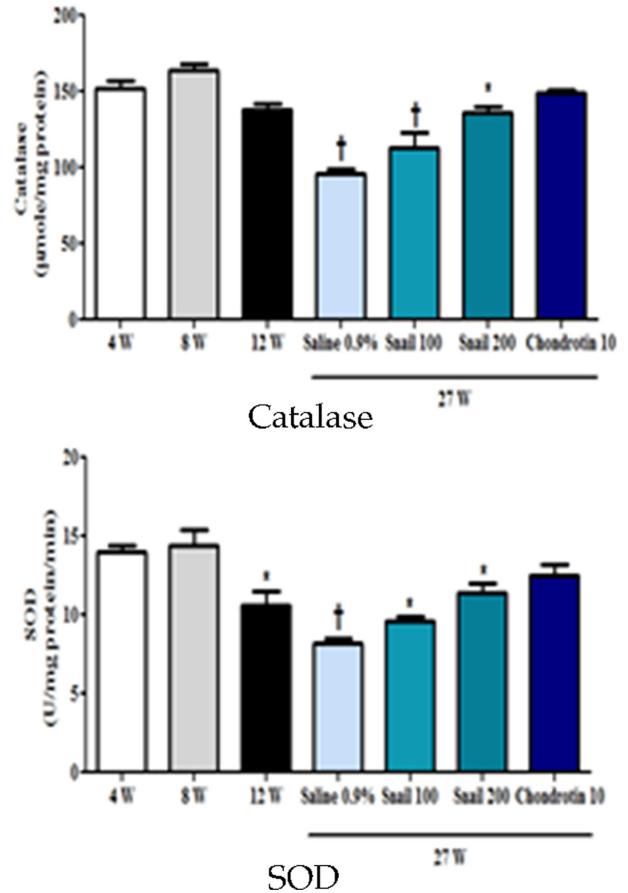 200
150
100
50
0
Catalase
(µmole/mg protein)
†
†
*
4 W 8 W 12 W Saline 0.9% Snail 100 Snail 200 Chondrotin 10
27 W
Catalase
20
15
10
5
0
SOD
(U/mg protein/min)
*
†
*
*
4 W 8 W 12 W Saline 0.9% Snail 100 Snail 200 Chondrotin 10
27 W
SOD